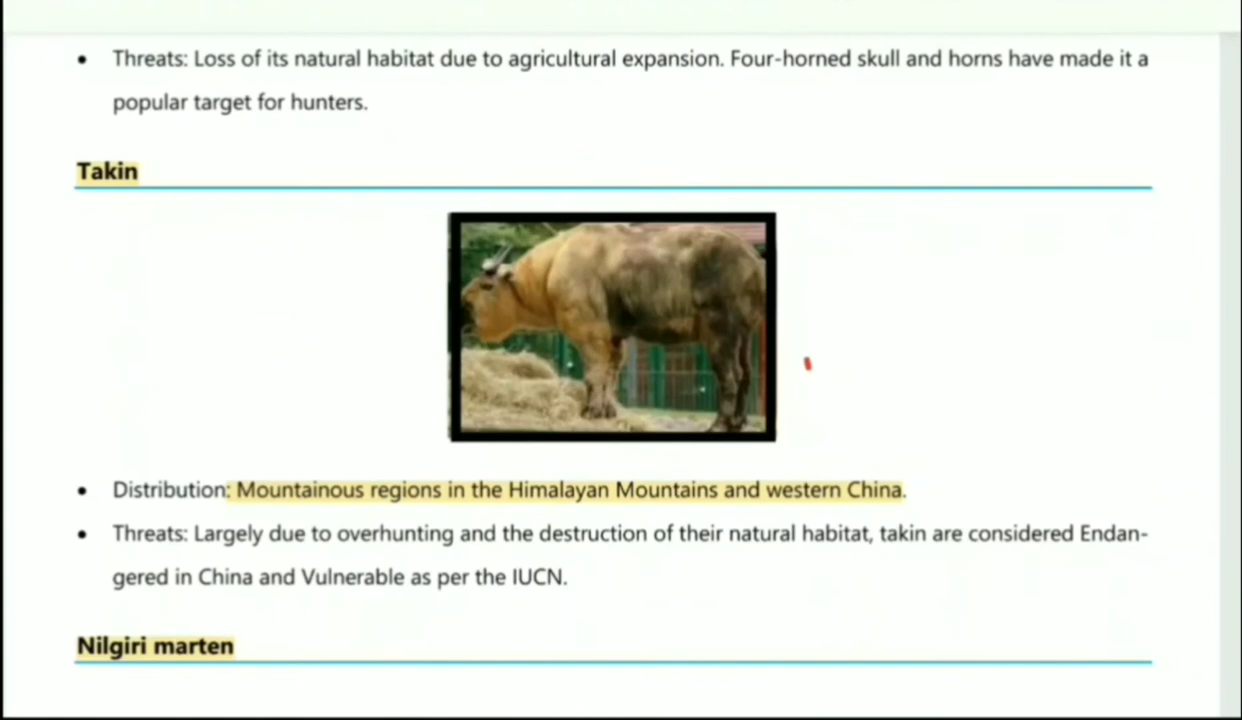 • Threats: Loss of its natural habitat due to agricultural expansion. Four-horned skull and horns have made it a
popular target for hunters.
Takin
• Distribution: Mountainous regions in the Himalayan Mountains and western China.
• Threats: Largely due to overhunting and the destruction of their natural habitat, takin are considered Endan-
gered in China and Vulnerable as per the IUCN.
Nilgiri marten